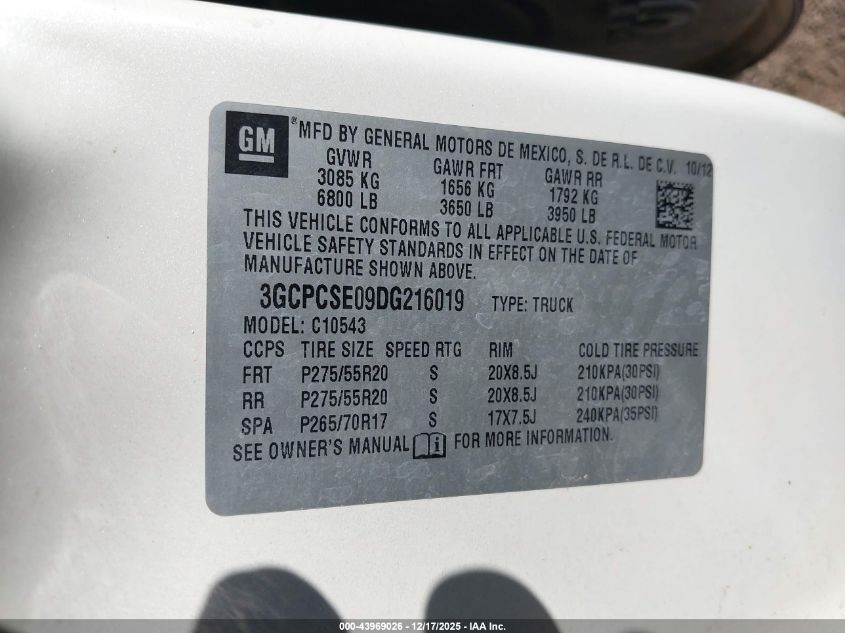 GM ® MFD BY GENERAL MOTORS DE MEXICO, S. DE R.L. DE C.V. 10/12
GVWR GAWR FRT GAWR RR
3085 KG 1656 KG 1792 KG
6800 LB 3650 LB 3950 LB
THIS VEHICLE CONFORMS TO ALL APPLICABLE U.S. FEDERAL MOTOR
VEHICLE SAFETY STANDARDS IN EFFECT ON THE DATE OF
MANUFACTURE SHOWN ABOVE.
3GCPCSE09DG216019 TYPE: TRUCK
MODEL: C10543
CCPS TIRE SIZE SPEED RTG RIM COLD TIRE PRESSURE
FRT P275/55R20 S 20X8.5J 210KPA(30PSI)
RR P275/55R20 S 20X8.5J 210KPA(30PSI)
SPA P265/70R17 S 17X7.5J 240KPA(35PSI)
SEE OWNER'S MANUAL i FOR MORE INFORMATION.
000-43969026 - 12/17/2025 - IAA Inc.